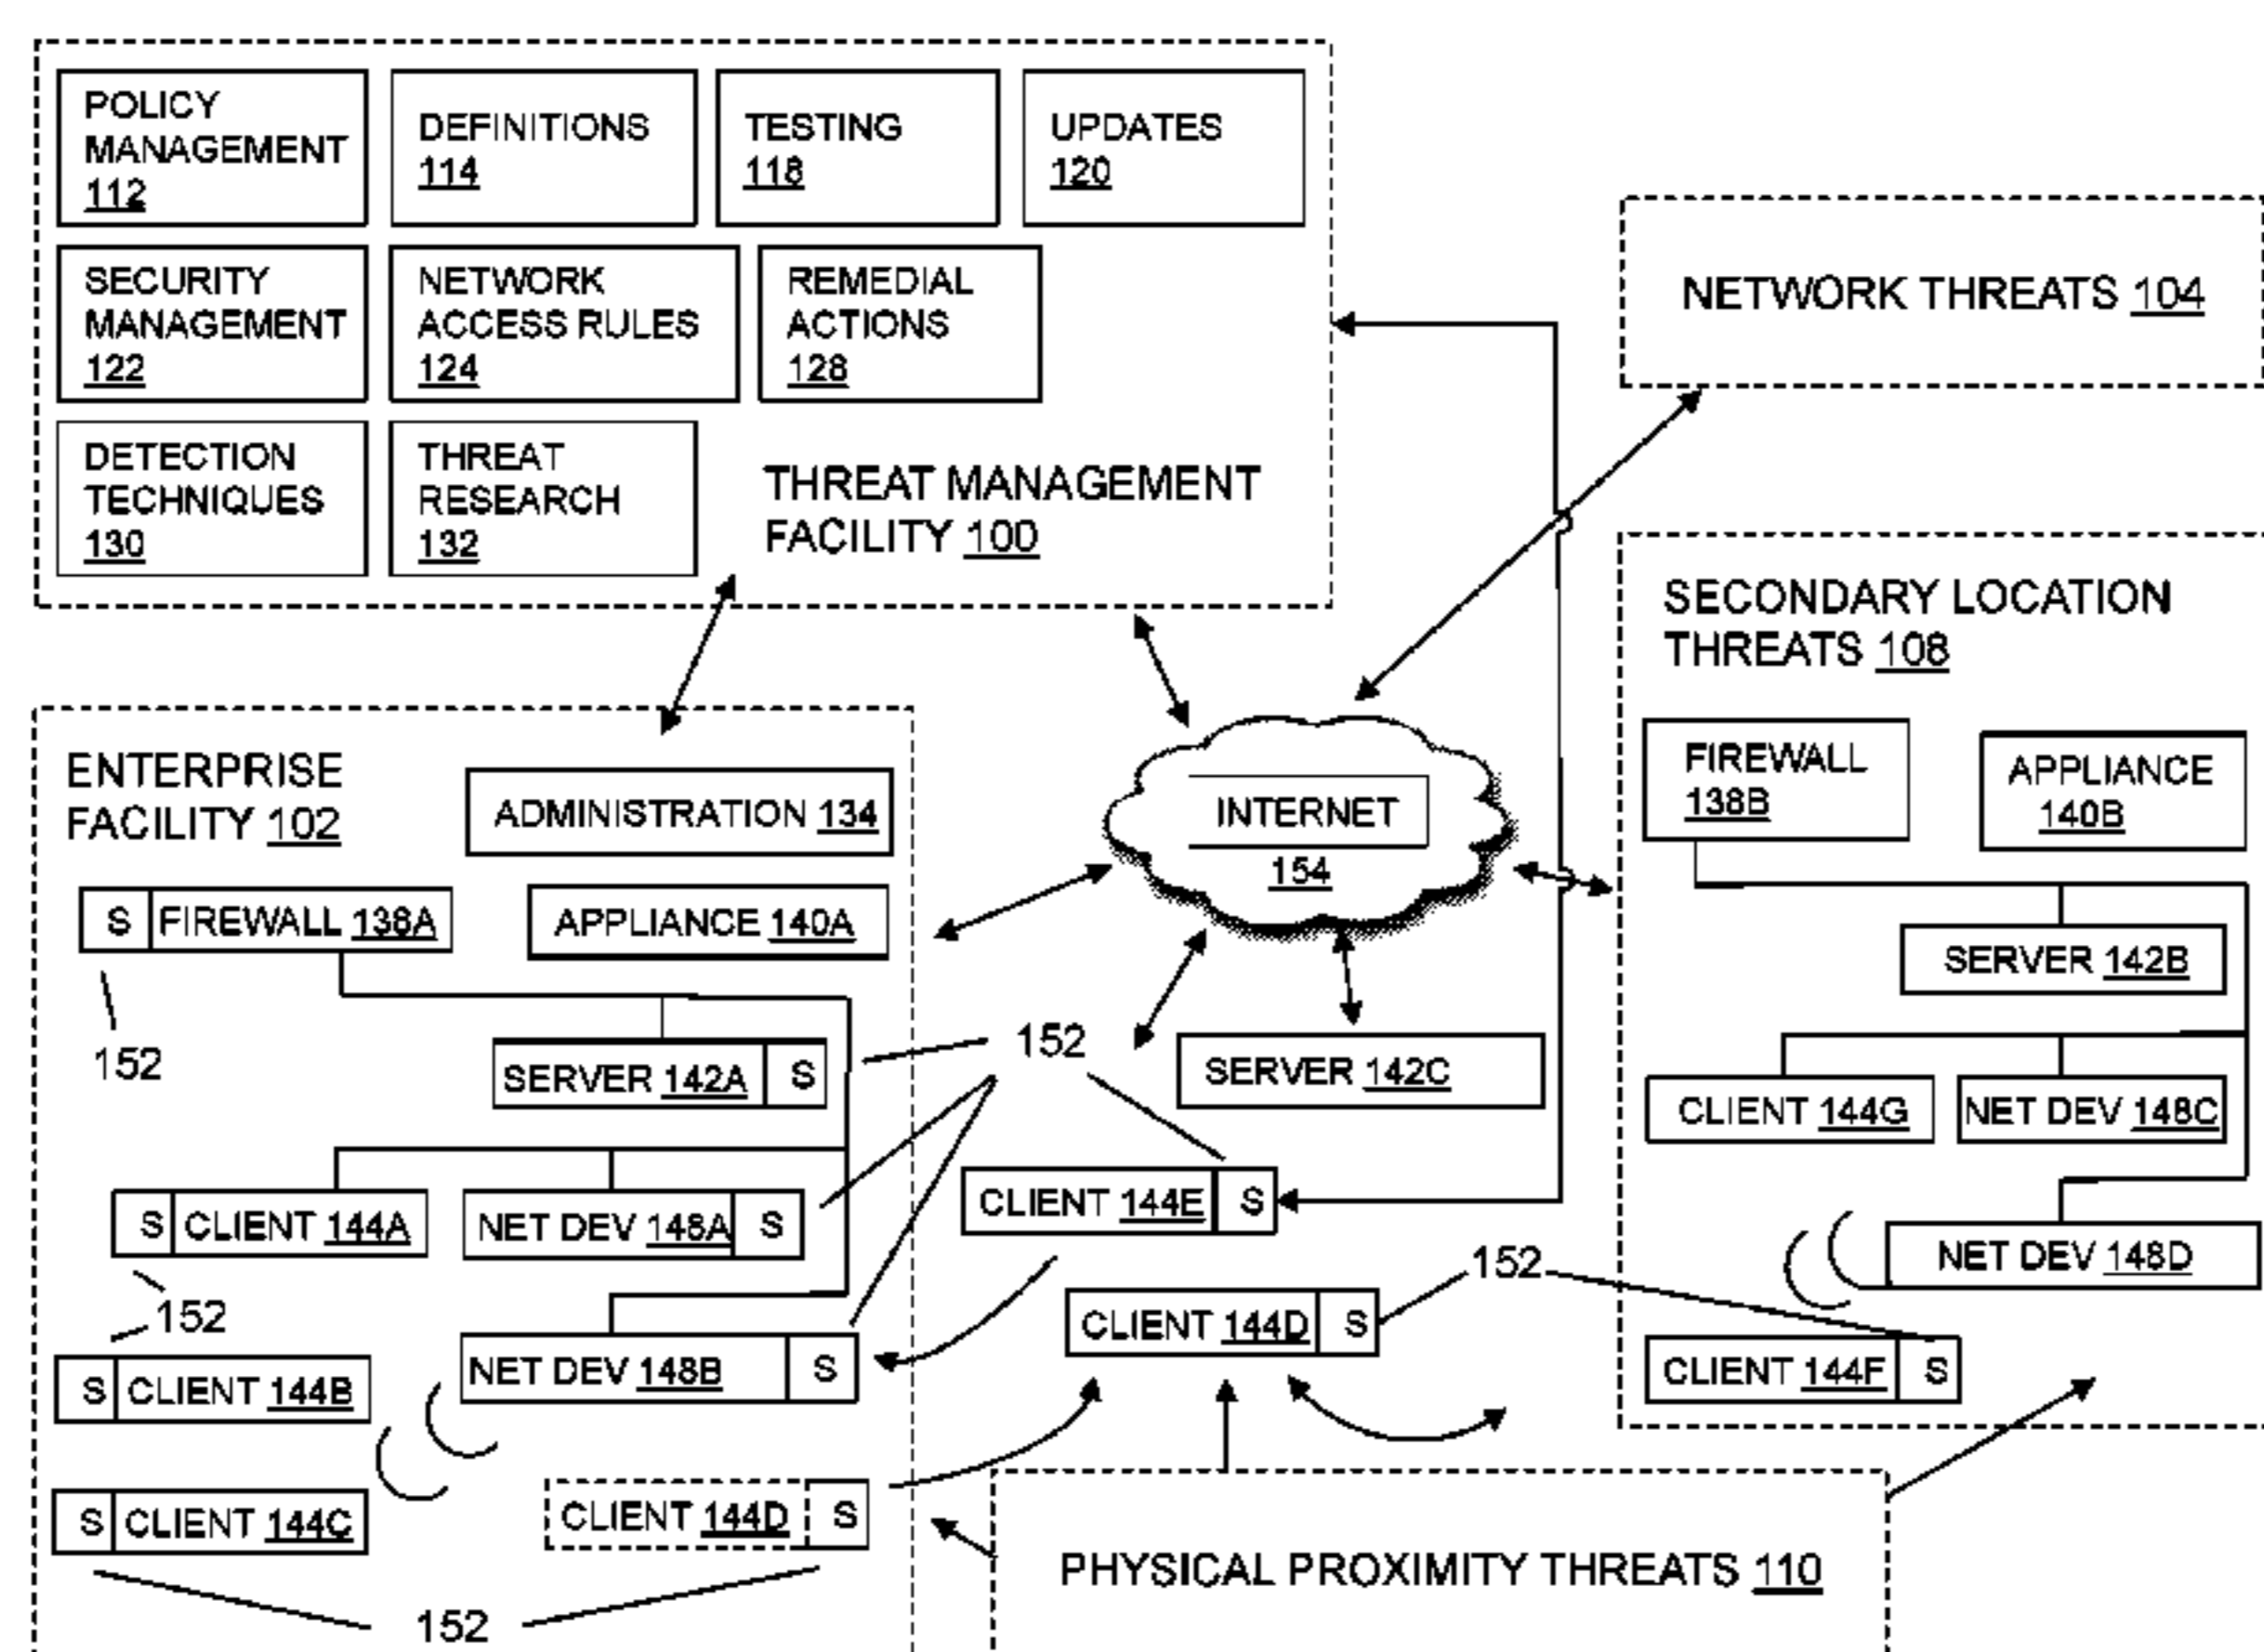 POLICY
MANAGEMENT
112
DEFINITIONS
114
TESTING
118
UPDATES
120
SECURITY
MANAGEMENT
122
NETWORK
ACCESS RULES
124
REMEDIAL
ACTIONS
128
DETECTION
TECHNIQUES
130
THREAT
RESEARCH
132
THREAT MANAGEMENT
FACILITY 100
NETWORK THREATS 104
SECONDARY LOCATION
THREATS 108
FIREWALL
138B
APPLIANCE
140B
SERVER 142B
CLIENT 144G
NET DEV 148C
NET DEV 148D
CLIENT 144F S
ENTERPRISE
FACILITY 102
ADMINISTRATION 134
S FIREWALL 138A
APPLIANCE 140A
152
SERVER 142A S
S CLIENT 144A
NET DEV 148A S
152
S CLIENT 144B
NET DEV 148B S
S CLIENT 144C
CLIENT 144D S
152
INTERNET
154
152
SERVER 142C
CLIENT 144E S
CLIENT 144D S
152
PHYSICAL PROXIMITY THREATS 110